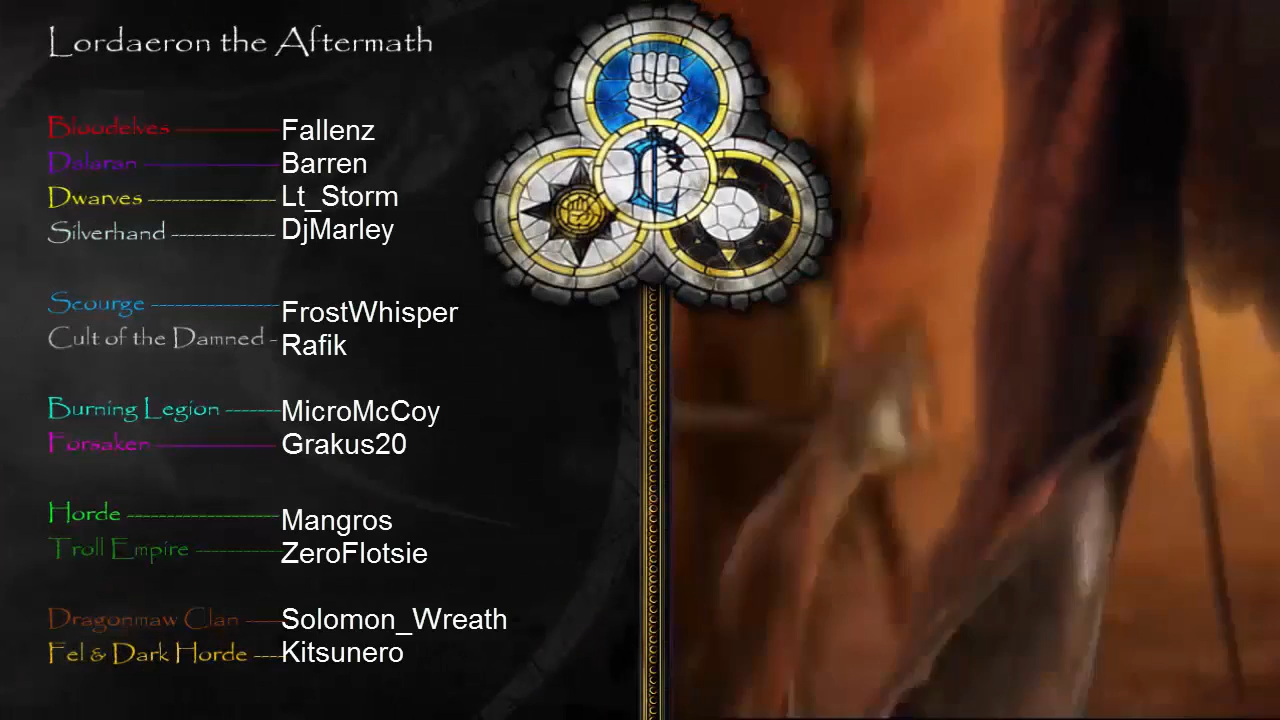 Lordaeron the Aftermath
Bloodelves ------------- Fallenz
Dalaran ---------------- Barren
Dwarves ---------------- Lt_Storm
Silverhand ------------- DjMarley
Scourge ---------------- FrostWhisper
Cult of the Damned - Rafik
Burning Legion ------- MicroMcCoy
Forsaken --------------- Grakus20
Horde ------------------- Mangros
Troll Empire ----------- ZeroFlotsie
Dragonmaw Clan ---- Solomon_Wreath
Fel & Dark Horde ---- Kitsunero
L